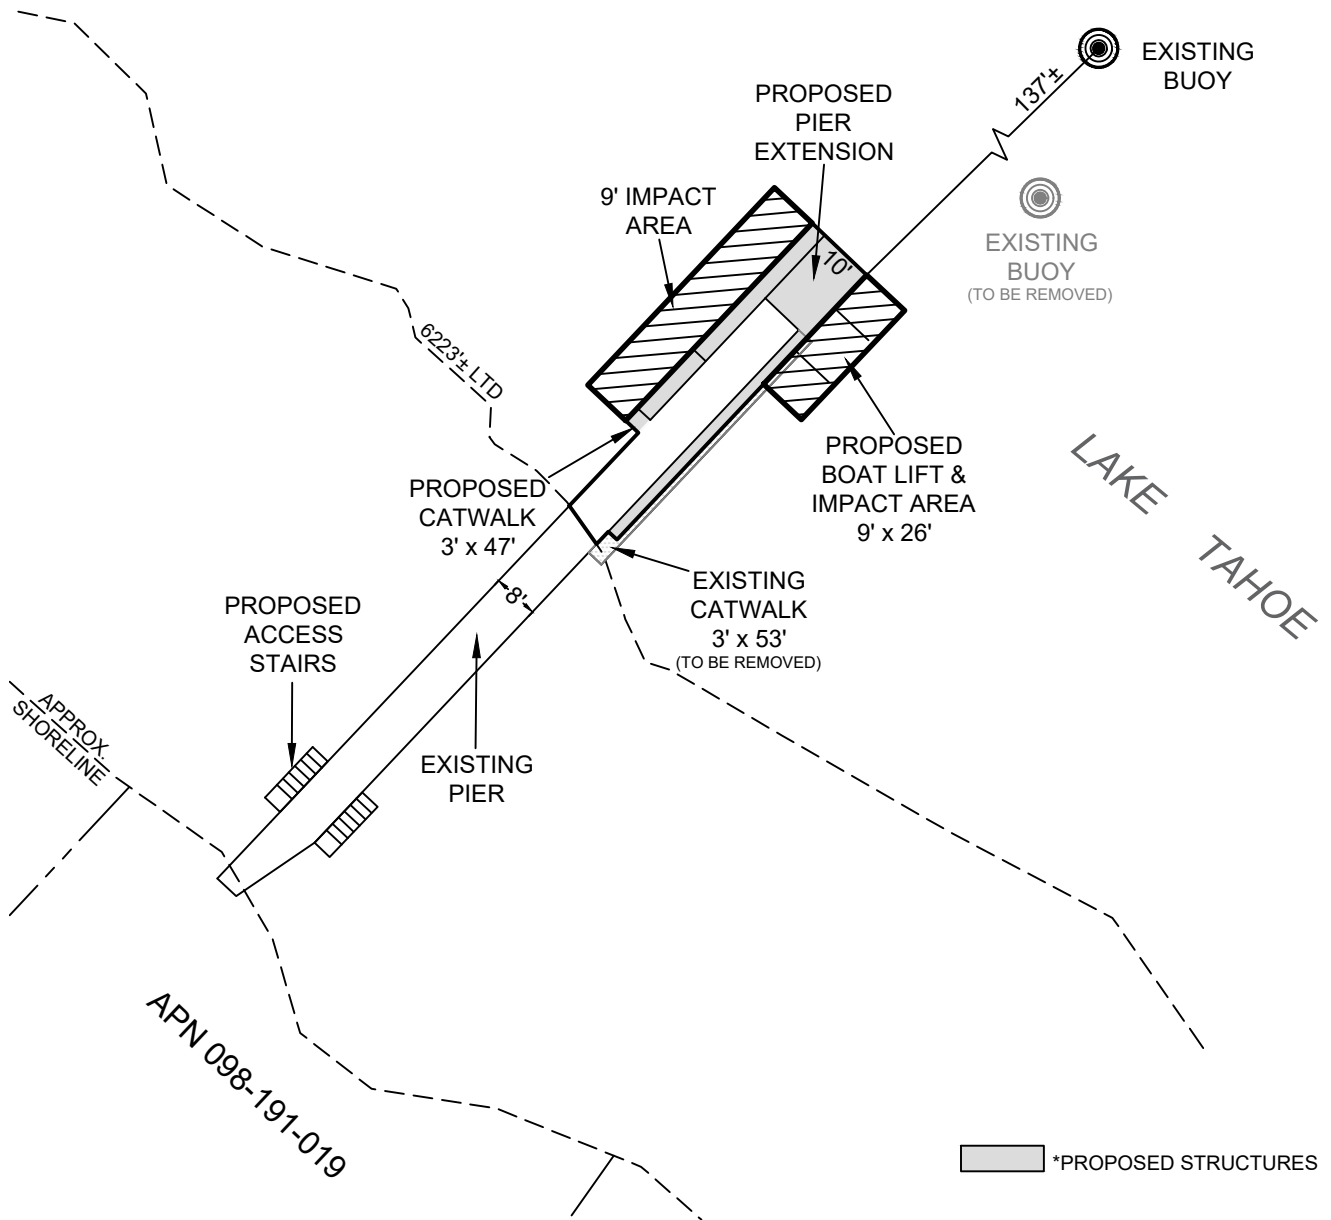 EXISTING
BUOY
137'±
PROPOSED
PIER
EXTENSION
9' IMPACT
AREA
EXISTING
BUOY
(TO BE REMOVED)
10'
6223'± LTD
PROPOSED
BOAT LIFT &
IMPACT AREA
9' x 26'
LAKE
TAHOE
PROPOSED
CATWALK
3' x 47'
EXISTING
CATWALK
3' x 53'
(TO BE REMOVED)
8'
PROPOSED
ACCESS
STAIRS
APPROX.
SHORELINE
EXISTING
PIER
APN 098-191-019
*PROPOSED STRUCTURES